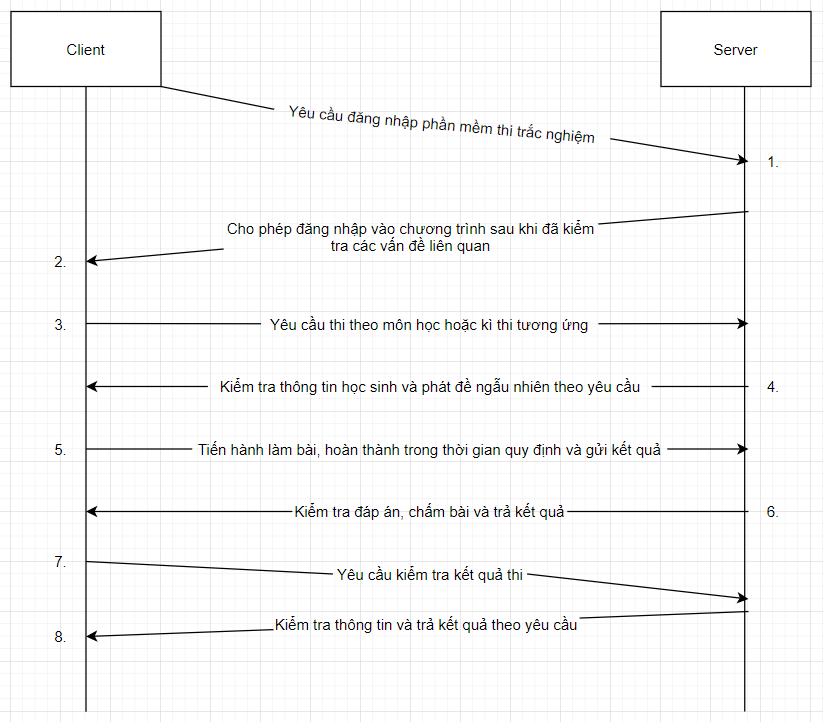 Client
Server
Yêu cầu đăng nhập phần mềm thi trắc nghiệm
1.
Cho phép đăng nhập vào chương trình sau khi đã kiểm
tra các vấn đề liên quan
2.
3.
Yêu cầu thi theo môn học hoặc kì thi tương ứng
Kiểm tra thông tin học sinh và phát đề ngẫu nhiên theo yêu cầu
4.
5.
Tiến hành làm bài, hoàn thành trong thời gian quy định và gửi kết quả
Kiểm tra đáp án, chấm bài và trả kết quả
6.
7.
Yêu cầu kiểm tra kết quả thi
Kiểm tra thông tin và trả kết quả theo yêu cầu
8.